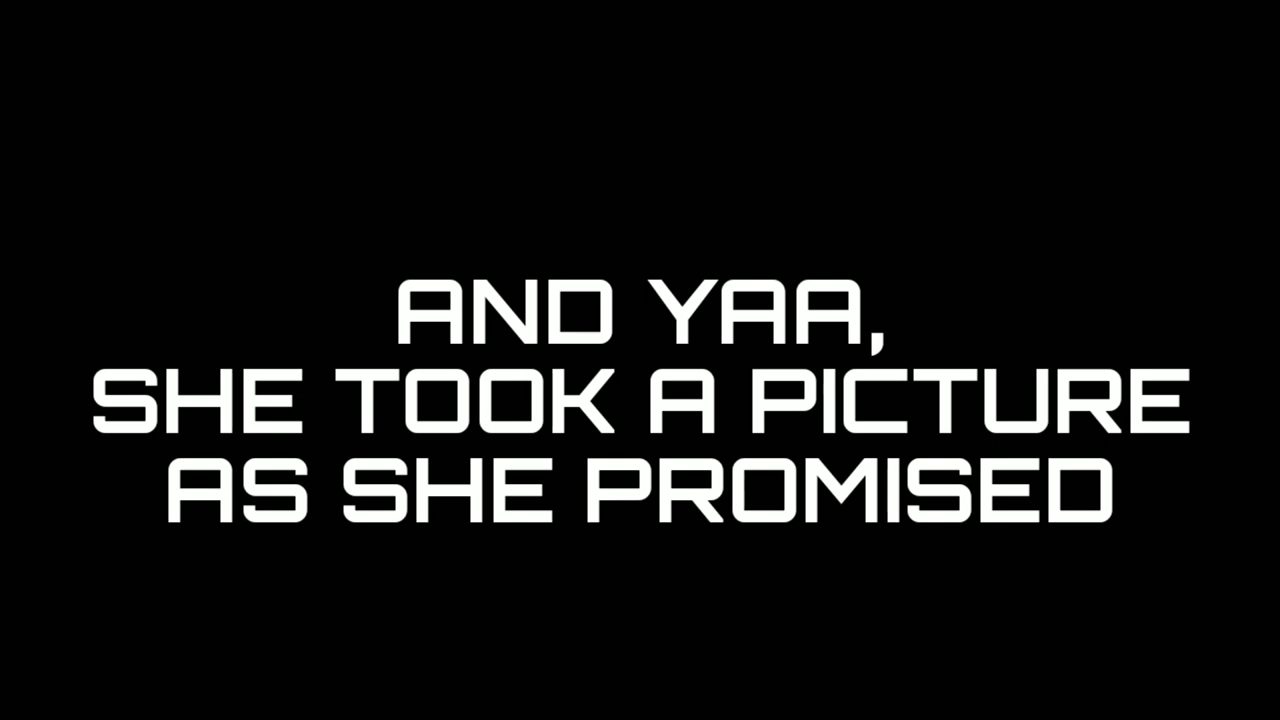 AND YAA,
SHE TOOK A PICTURE
AS SHE PROMISED